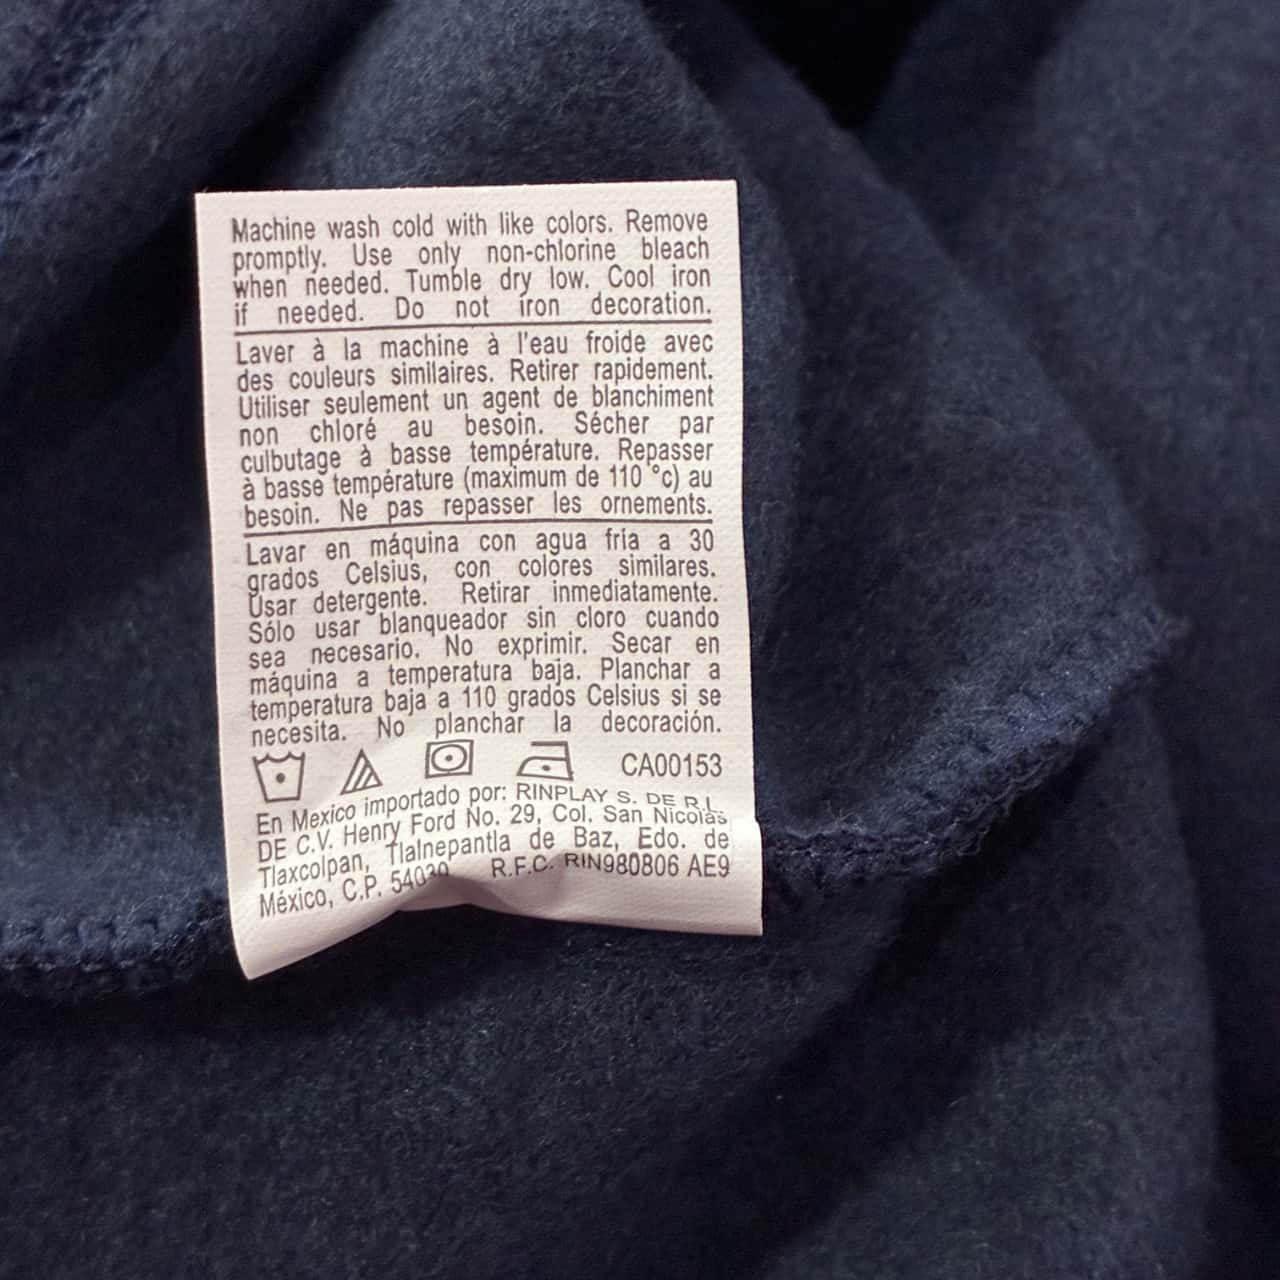 Machine wash cold with like colors. Remove
promptly. Use only non-chlorine bleach
when needed. Tumble dry low. Cool iron
if needed. Do not iron decoration.
Laver à la machine à l'eau froide avec
des couleurs similaires. Retirer rapidement.
Utiliser seulement un agent de blanchiment
non chloré au besoin. Sécher par
culbutage à basse température. Repasser
à basse température (maximum de 110 °c) au
besoin. Ne pas repasser les ornements.
Lavar en máquina con agua fría a 30
grados Celsius, con colores similares.
Usar detergente. Retirar inmediatamente.
Sólo usar blanqueador sin cloro cuando
sea necesario. No exprimir. Secar en
máquina a temperatura baja. Planchar a
temperatura baja a 110 grados Celsius si se
necesita. No planchar la decoración.
CA00153
En Mexico importado por: RINPLAY S. DE R.L.
DE C.V. Henry Ford No. 29, Col. San Nicolás
Tlaxcolpan, Tlalnepantla de Baz, Edo. de
México, C.P. 54030 R.F.C. RIN980806 AE9